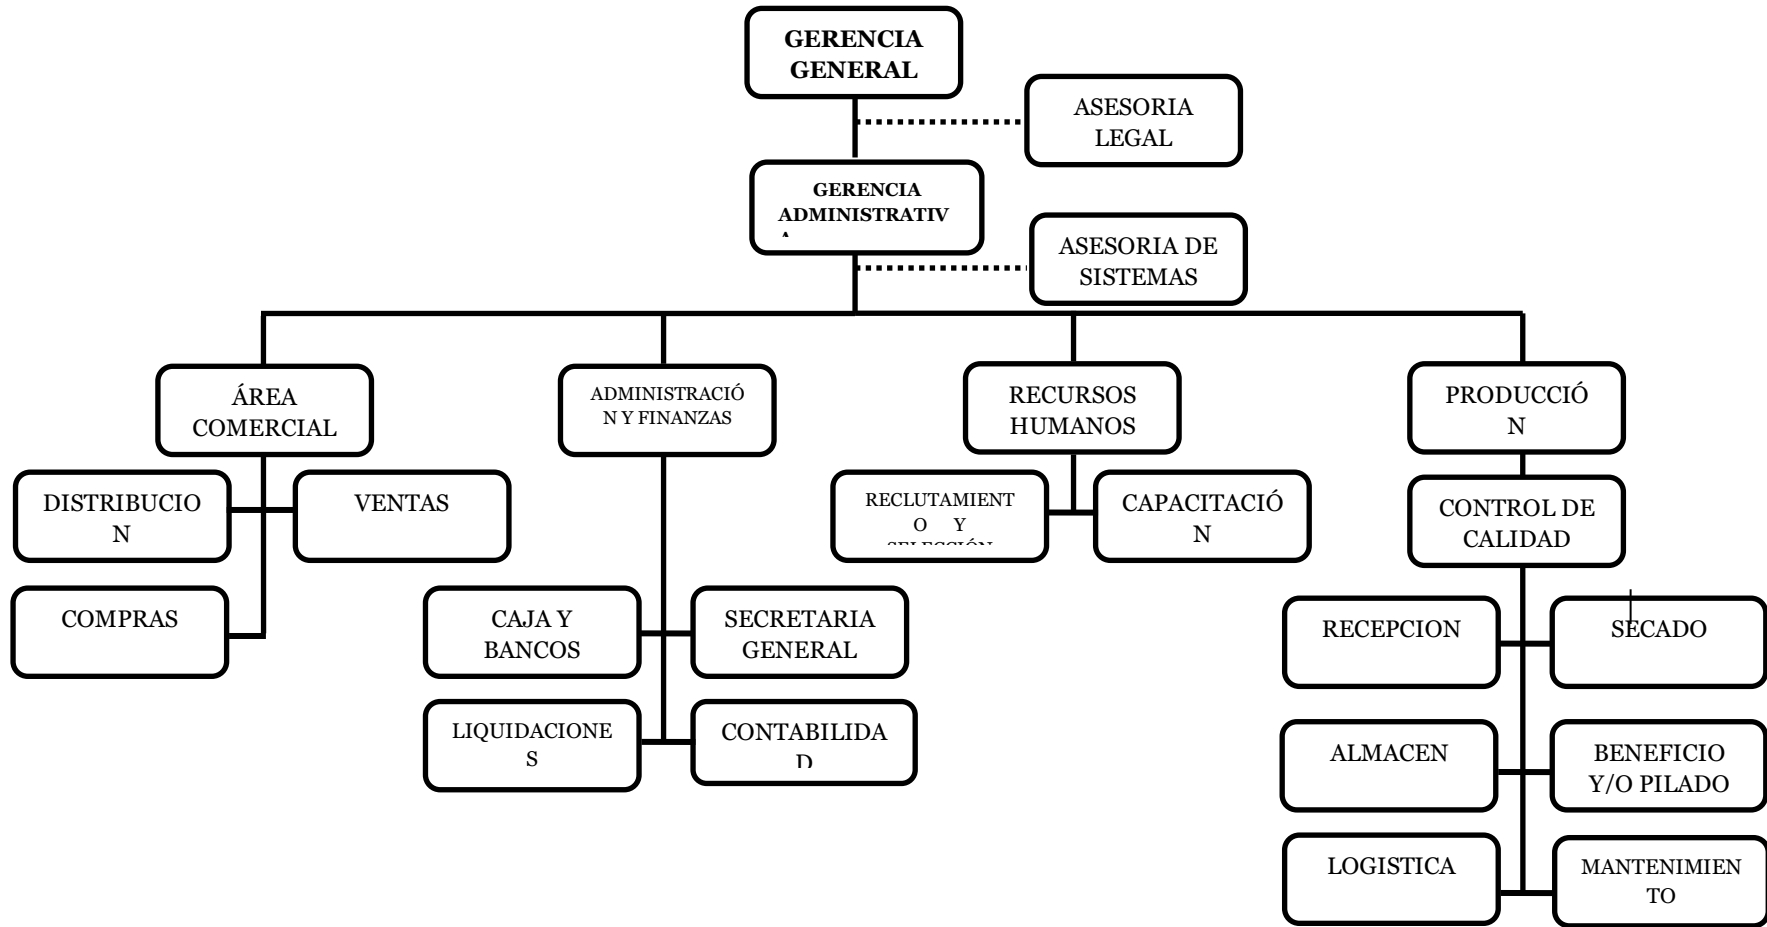 GERENCIA
GENERAL
ASESORIA
LEGAL
GERENCIA
ADMINISTRATIV
A
ASESORIA DE
SISTEMAS
ÁREA
COMERCIAL
ADMINISTRACIÓ
N Y FINANZAS
RECURSOS
HUMANOS
PRODUCCIÓ
N
DISTRIBUCIO
N
VENTAS
RECLUTAMIENT
O Y
SELECCIÓN
CAPACITACIÓ
N
CONTROL DE
CALIDAD
COMPRAS
CAJA Y
BANCOS
SECRETARIA
GENERAL
RECEPCION
SECADO
LIQUIDACIONE
S
CONTABILIDA
D
ALMACEN
BENEFICIO
Y/O PILADO
LOGISTICA
MANTENIMIEN
TO